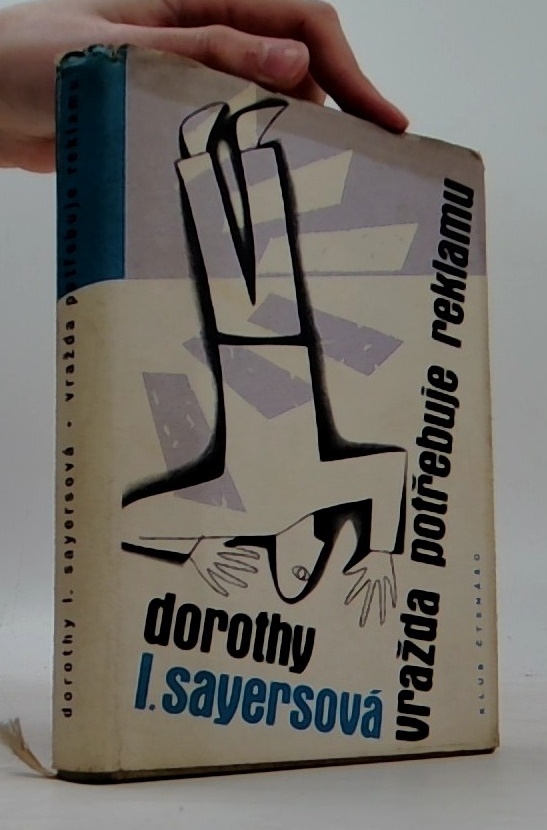 dorothy l. sayersová • vražda potřebuje reklamu
dorothy
l. sayersová
vražda potřebuje reklamu
KLUB ČTENÁŘŮ